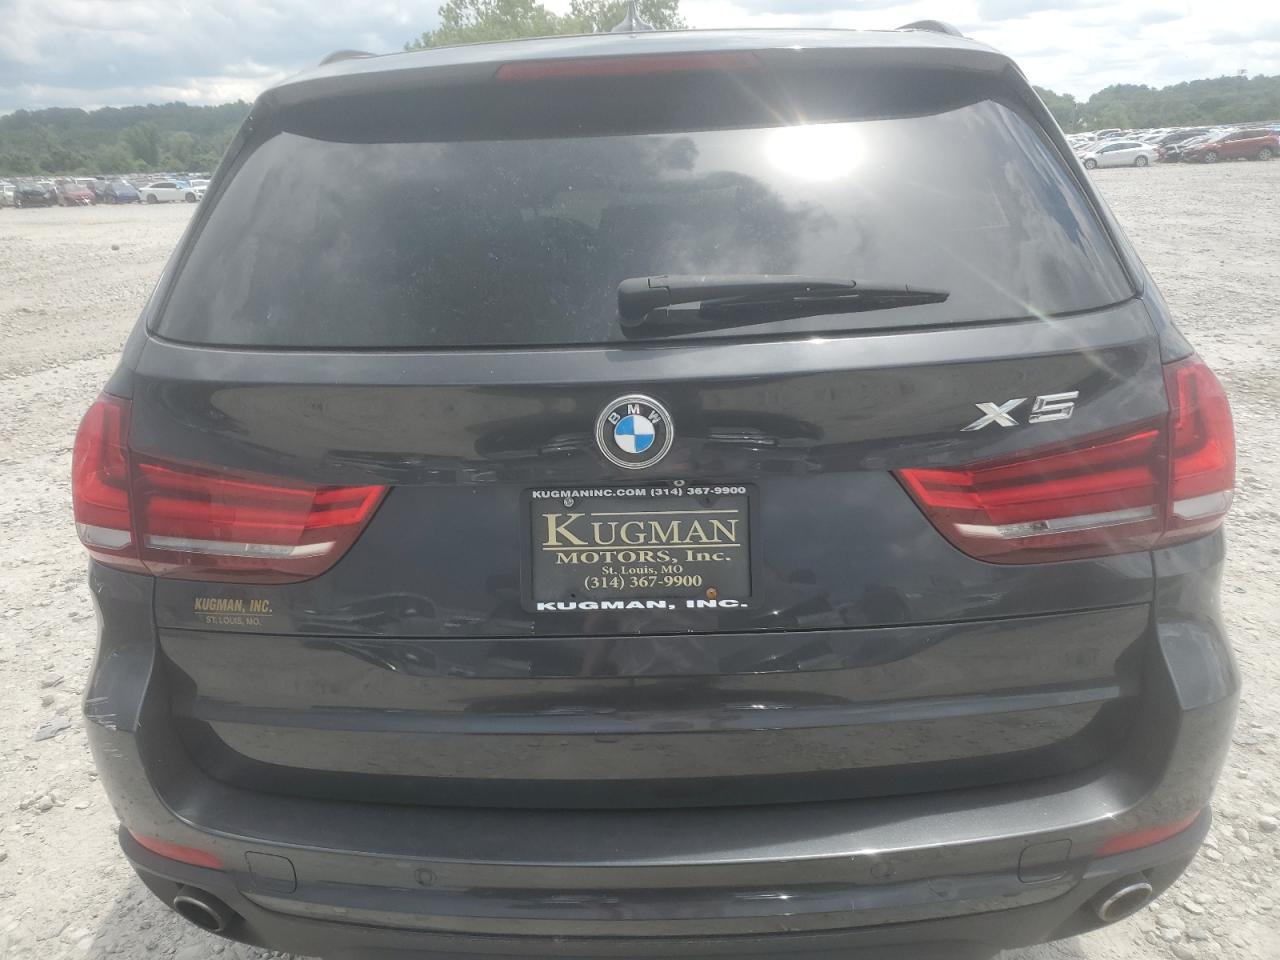 BMW
X5
KUGMANINC.COM (314) 367-9900
KUGMAN
MOTORS, Inc.
St. Louis, MO
(314) 367-9900
KUGMAN, INC.
KUGMAN, INC.
ST. LOUIS, MO.